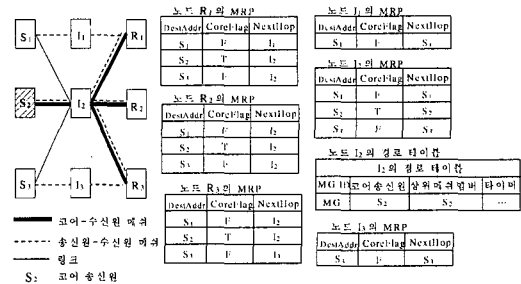 S₁ I₁ R₁
S₂ I₂ R₂
S₃ I₃ R₃
코어-수신원 메쉬
송신원-수신원 메쉬
링크
S₂ 코어 송신원
노드 R₁의 MRP
DestAddr CoreFlag NextHop
S₁ F I₁
S₂ T I₂
S₃ F I₂
노드 R₂의 MRP
DestAddr CoreFlag NextHop
S₁ F I₂
S₂ T I₂
S₃ F I₂
노드 R₃의 MRP
DestAddr CoreFlag NextHop
S₁ F I₂
S₂ T I₂
S₃ F I₃
노드 I₁의 MRP
DestAddr CoreFlag NextHop
S₁ F S₁
노드 I₂의 MRP
DestAddr CoreFlag NextHop
S₁ F S₁
S₂ T S₂
S₃ F S₃
노드 I₂의 경로 테이블
I₂의 경로 테이블
MG ID 코어송신원 상위메쉬멤버 타이머
MG S₂ S₂ ...
노드 I₃의 MRP
DestAddr CoreFlag NextHop
S₃ F S₃